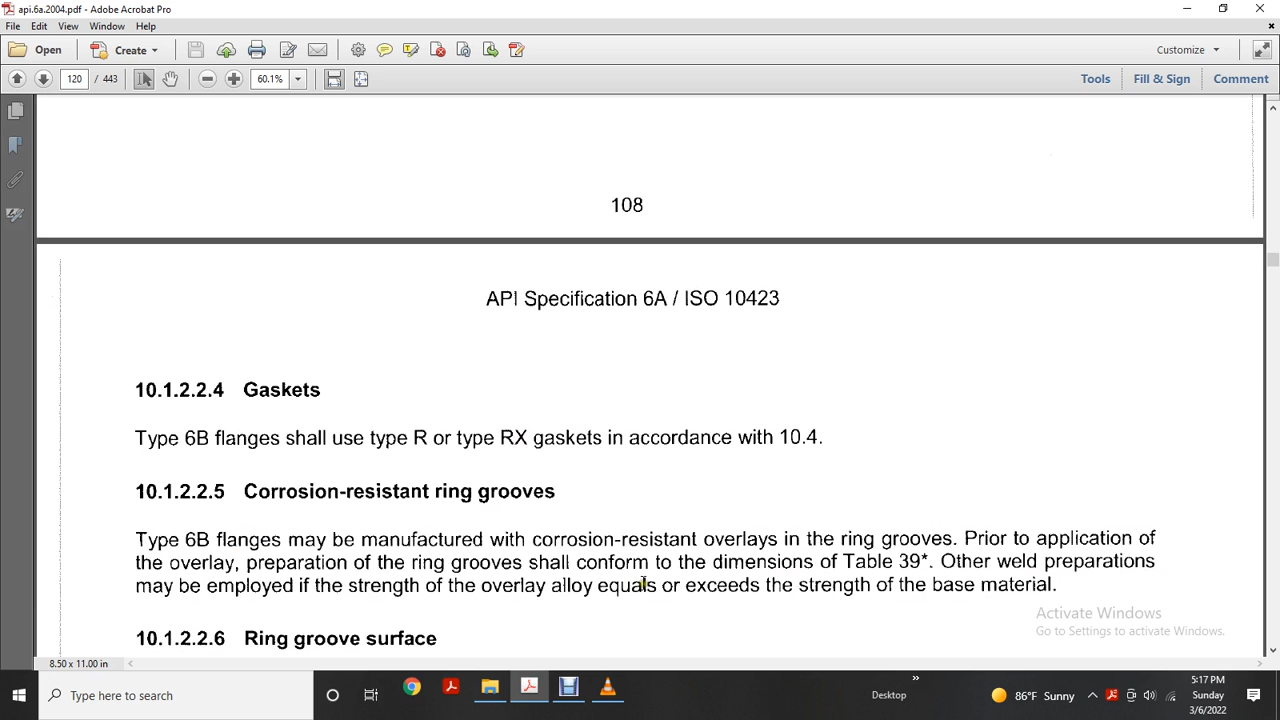 api.6a.2004.pdf - Adobe Acrobat Pro
File Edit View Window Help
Open Create Customize
120 / 443 60.1% Tools Fill & Sign Comment
108
API Specification 6A / ISO 10423
10.1.2.2.4 Gaskets
Type 6B flanges shall use type R or type RX gaskets in accordance with 10.4.
10.1.2.2.5 Corrosion-resistant ring grooves
Type 6B flanges may be manufactured with corrosion-resistant overlays in the ring grooves. Prior to application of
the overlay, preparation of the ring grooves shall conform to the dimensions of Table 39*. Other weld preparations
may be employed if the strength of the overlay alloy equals or exceeds the strength of the base material.
Activate Windows
Go to Settings to activate Windows.
10.1.2.2.6 Ring groove surface
8.50 x 11.00 in
Type here to search
Desktop
86°F Sunny
5:17 PM
Sunday
3/6/2022